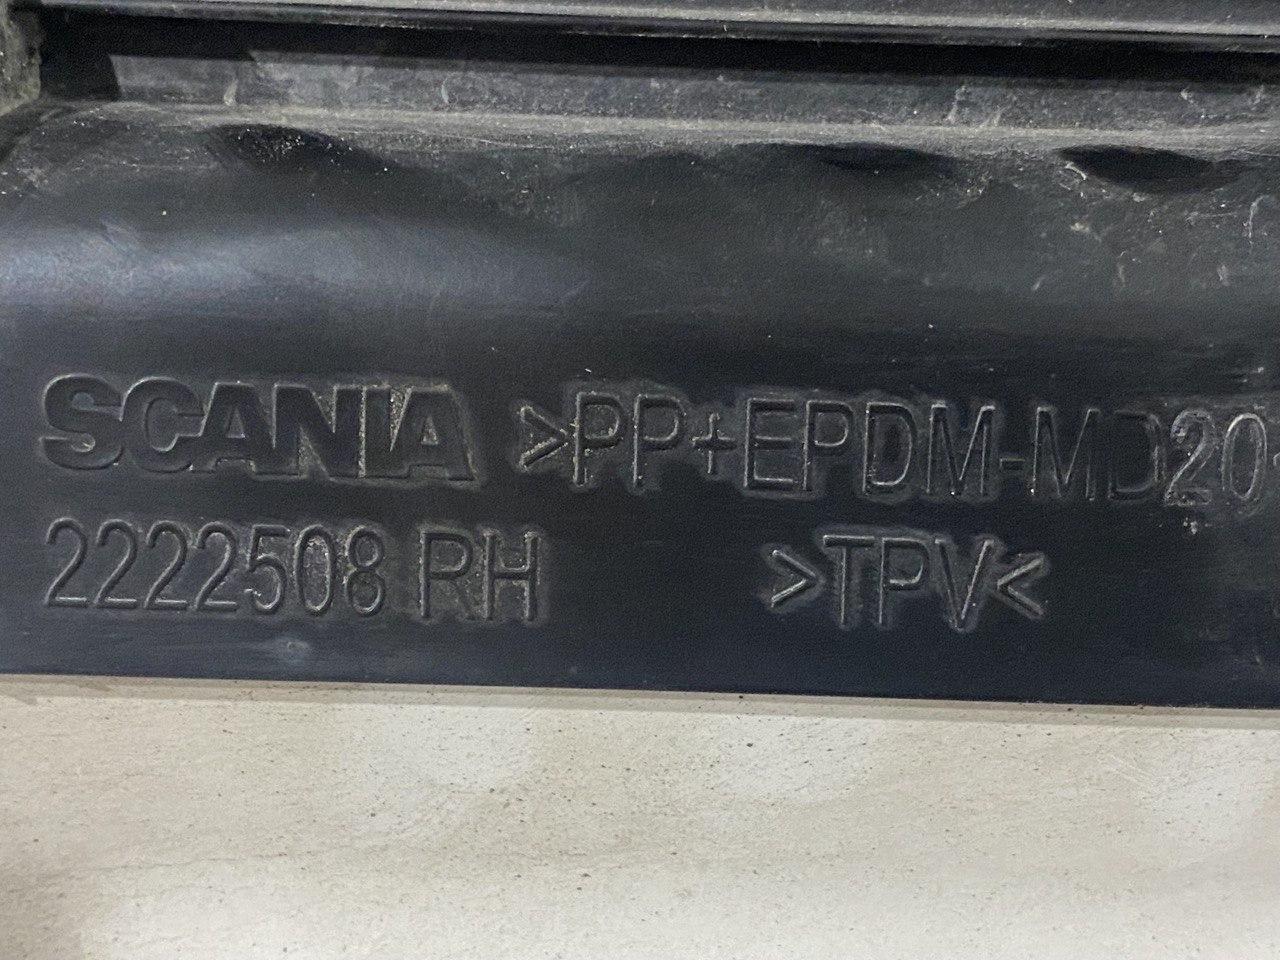 SCANIA >PP+EPDM-MD20<
2222508 RH >TPV<